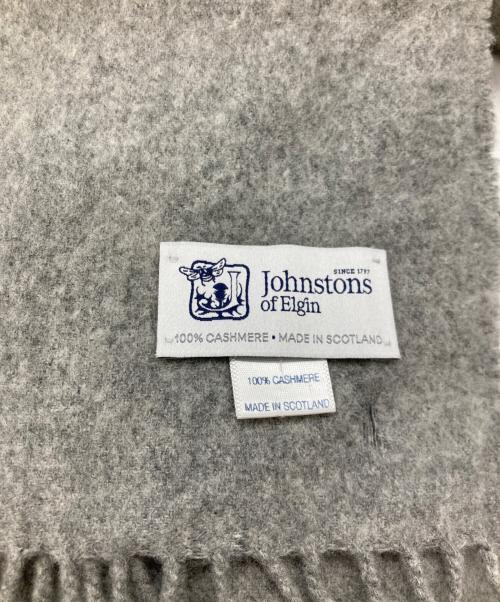 SINCE 1797
Johnstons
of Elgin
100% CASHMERE • MADE IN SCOTLAND
100% CASHMERE
MADE IN SCOTLAND